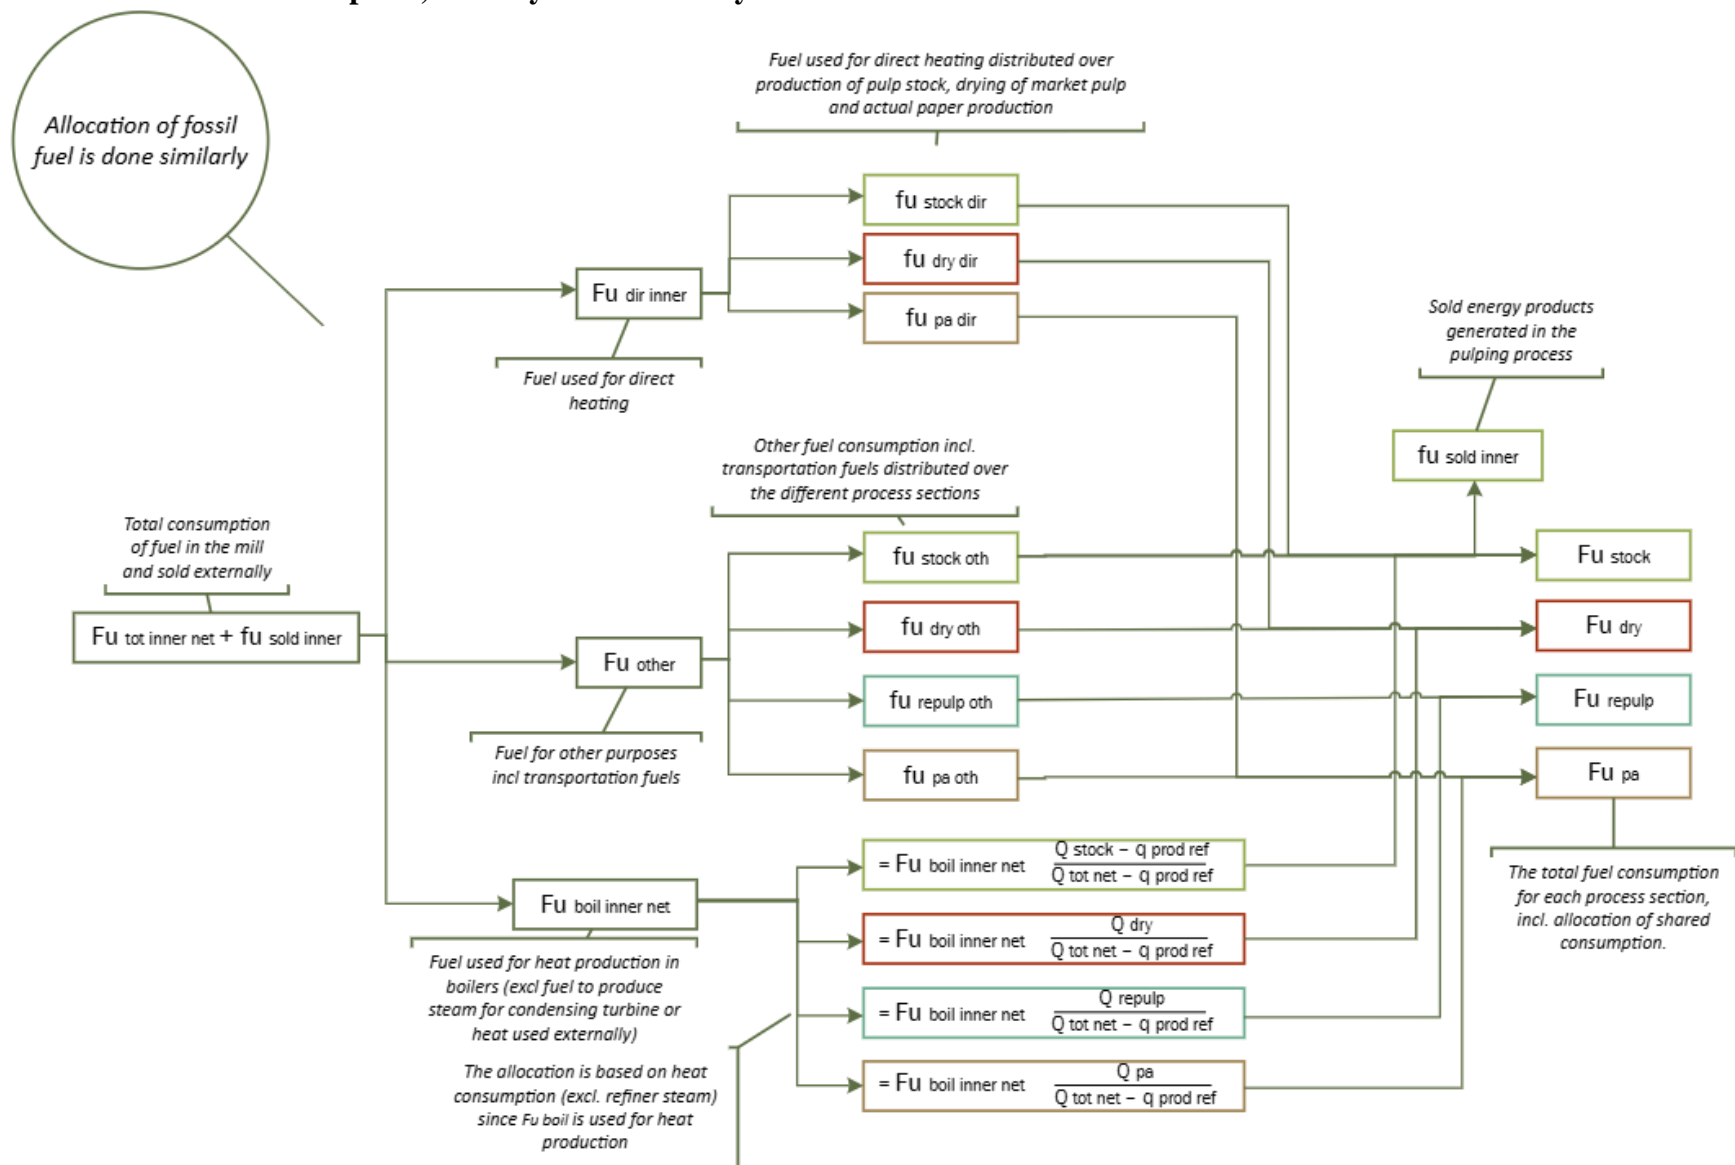 Allocation of fossil
fuel is done similarly
Fuel used for direct heating distributed over
production of pulp stock, drying of market pulp
and actual paper production
fu stock dir
fu dry dir
fu pa dir
Fu dir inner
Fuel used for direct
heating
Sold energy products
generated in the
pulping process
fu sold inner
Other fuel consumption incl.
transportation fuels distributed over
the different process sections
Total consumption
of fuel in the mill
and sold externally
Fu tot inner net + fu sold inner
Fu other
Fuel for other purposes
incl transportation fuels
fu stock oth
fu dry oth
fu repulp oth
fu pa oth
Fu stock
Fu dry
Fu repulp
Fu pa
The total fuel consumption
for each process section,
incl. allocation of shared
consumption.
Fu boil inner net
Fuel used for heat production in
boilers (excl fuel to produce
steam for condensing turbine or
heat used externally)
The allocation is based on heat
consumption (excl. refiner steam)
since Fu boil is used for heat
production
= Fu boil inner net
Q stock – q prod ref
Q tot net – q prod ref
= Fu boil inner net
Q dry
Q tot net – q prod ref
= Fu boil inner net
Q repulp
Q tot net – q prod ref
= Fu boil inner net
Q pa
Q tot net – q prod ref